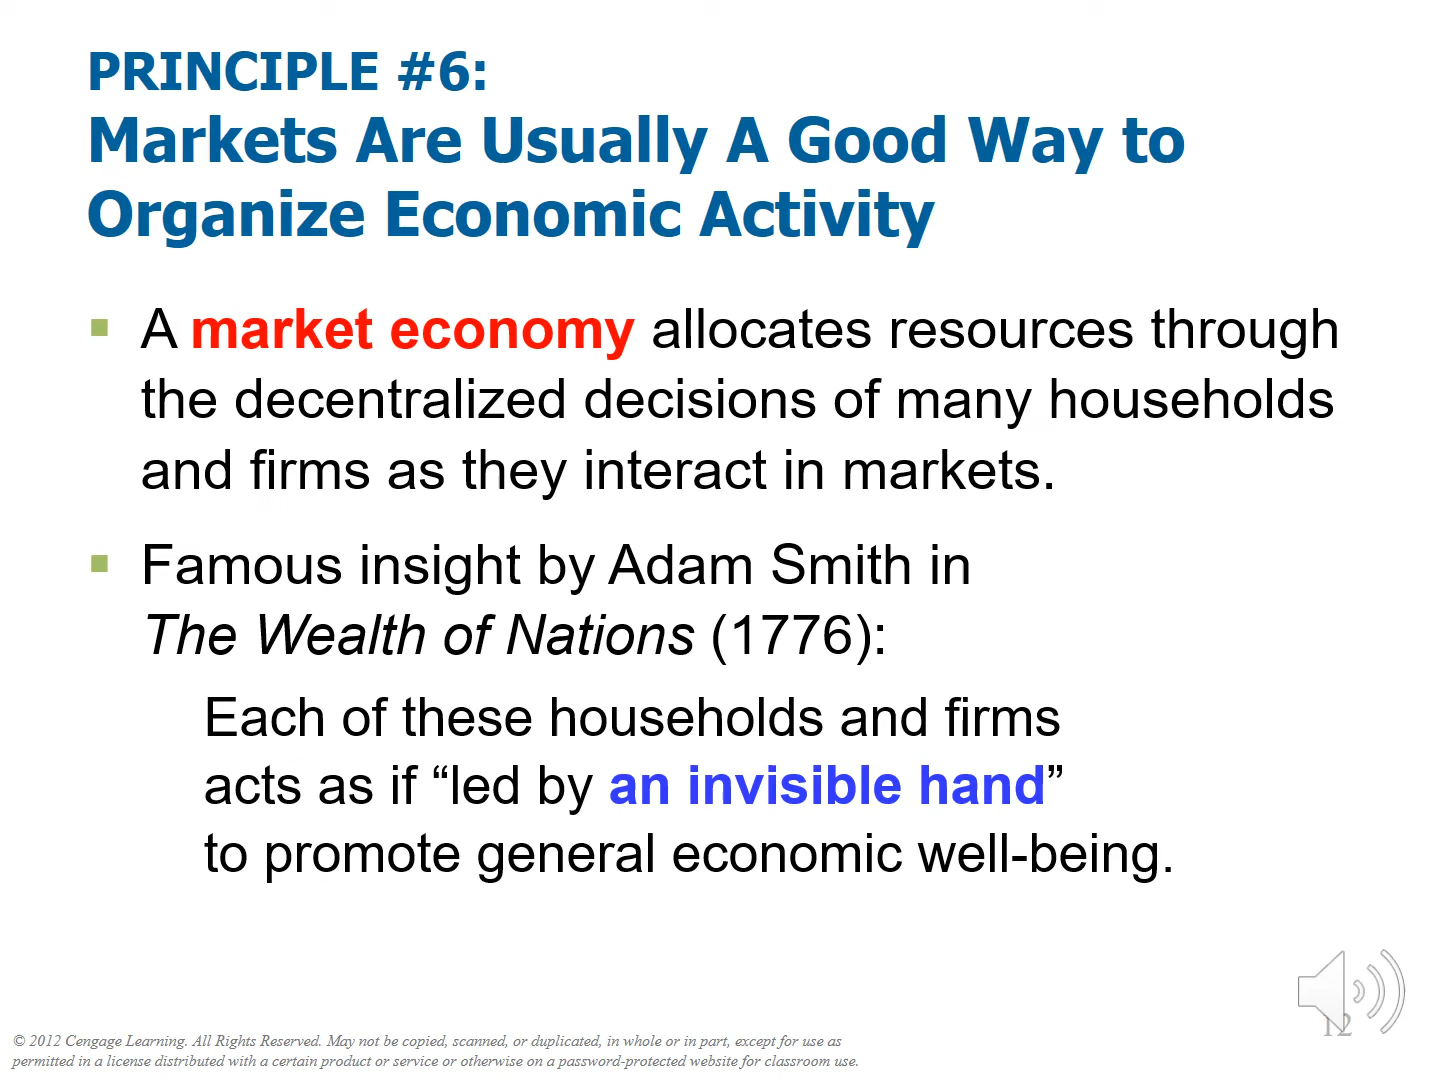 PRINCIPLE #6:
Markets Are Usually A Good Way to
Organize Economic Activity
A market economy allocates resources through
the decentralized decisions of many households
and firms as they interact in markets.
Famous insight by Adam Smith in
The Wealth of Nations (1776):
Each of these households and firms
acts as if “led by an invisible hand”
to promote general economic well-being.
12
© 2012 Cengage Learning. All Rights Reserved. May not be copied, scanned, or duplicated, in whole or in part, except for use as
permitted in a license distributed with a certain product or service or otherwise on a password-protected website for classroom use.